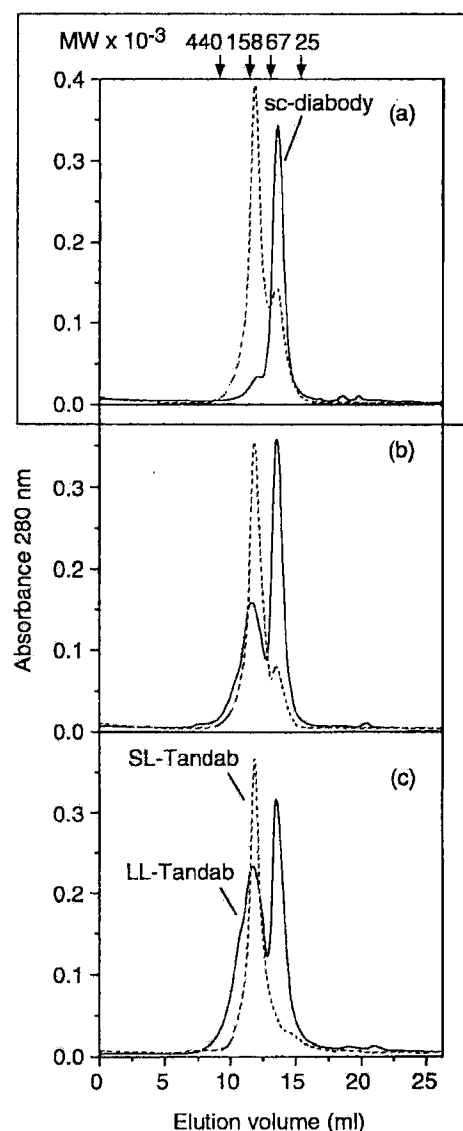 MW x 10-3 440 158 67 25
0.4
sc-diabody
(a)
0.3
0.2
0.1
0.0
(b)
0.3
0.2
0.1
0.0
Absorbance 280 nm
SL-Tandab
(c)
0.3
LL-Tandab
0.2
0.1
0.0
0 5 10 15 20 25
Elution volume (ml)